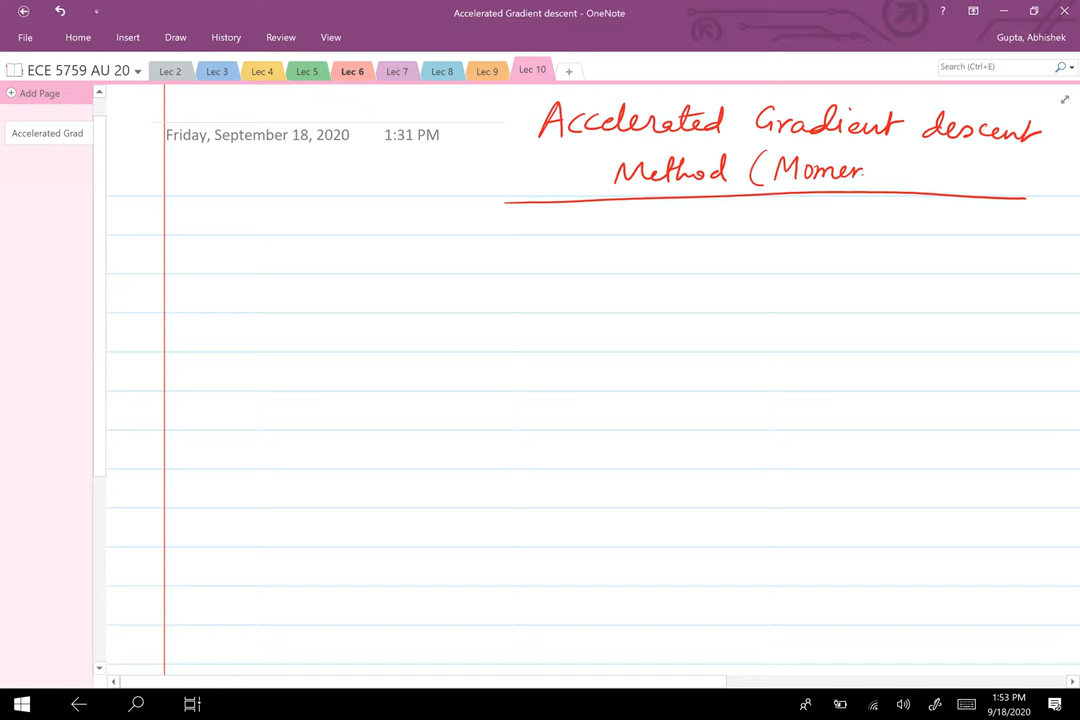 Accelerated Gradient descent - OneNote
?
File
Home
Insert
Draw
History
Review
View
Gupta, Abhishek
ECE 5759 AU 20
Lec 2
Lec 3
Lec 4
Lec 5
Lec 6
Lec 7
Lec 8
Lec 9
Lec 10
+
Search (Ctrl+E)
Add Page
Accelerated Grad
Friday, September 18, 2020 1:31 PM
Accelerated Gradient descent
Method (Momen
1:53 PM
9/18/2020